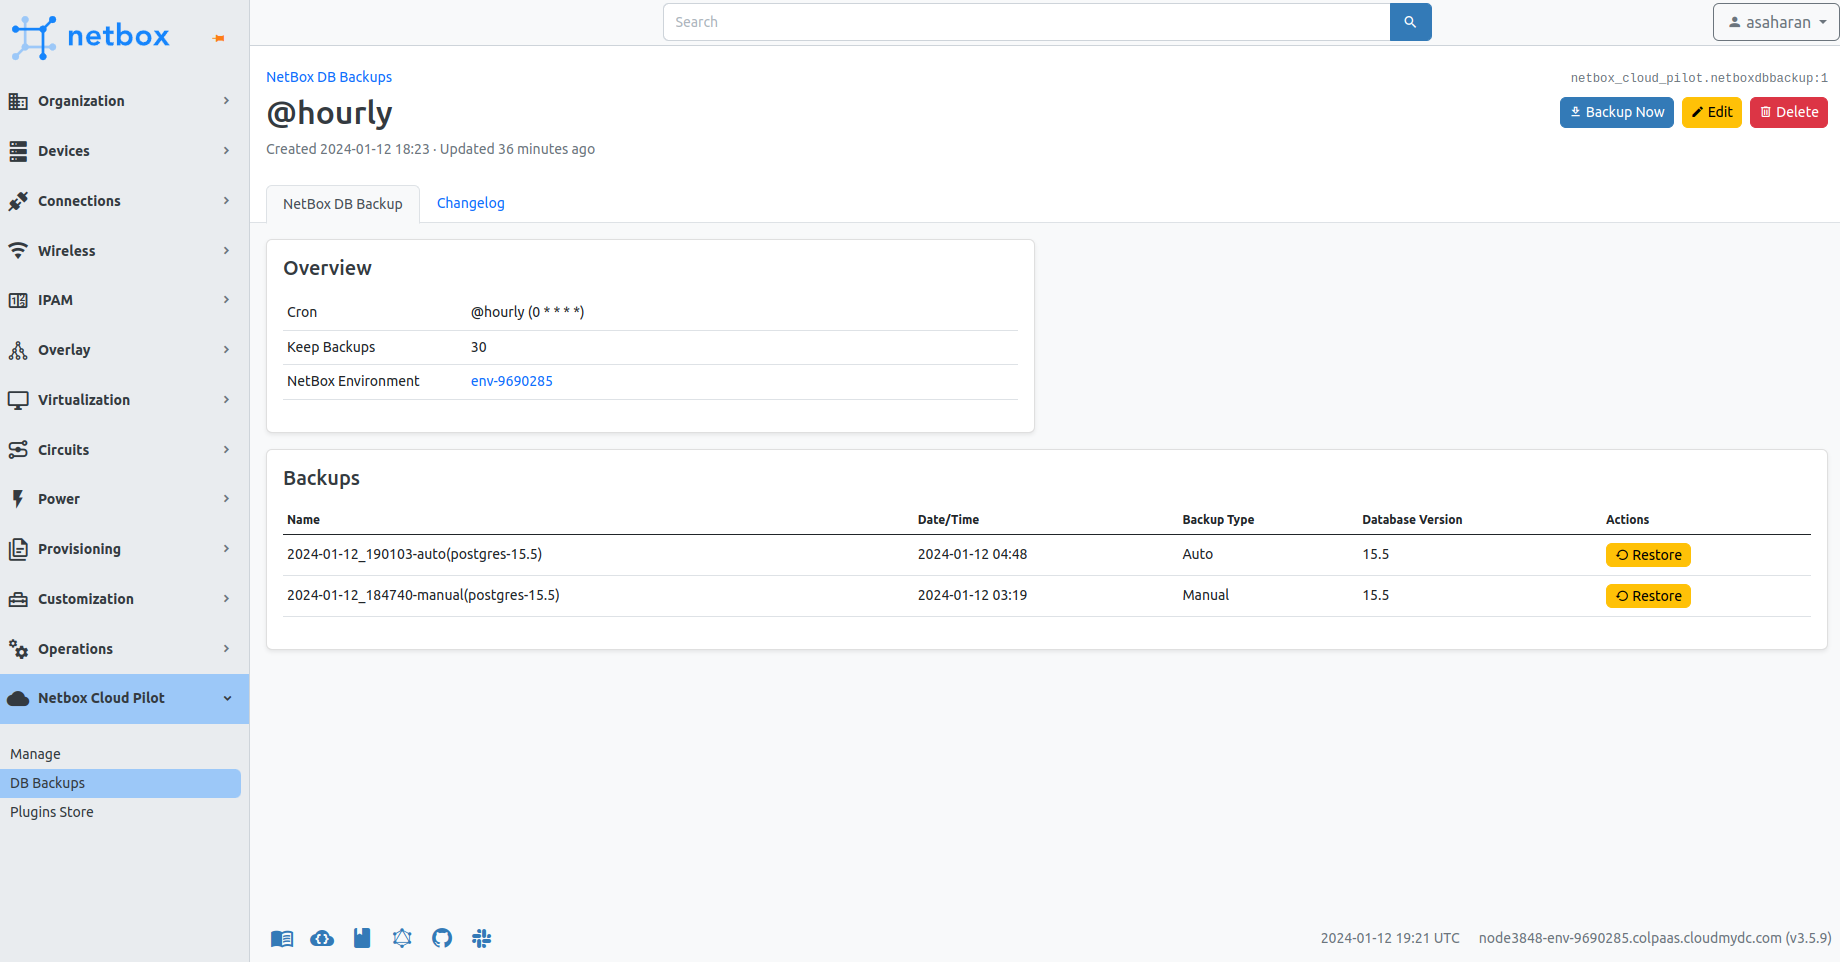 netbox
Search
asaharan
Organization
Devices
Connections
Wireless
IPAM
Overlay
Virtualization
Circuits
Power
Provisioning
Customization
Operations
Netbox Cloud Pilot
Manage
DB Backups
Plugins Store
NetBox DB Backups
netbox_cloud_pilot.netboxdbbackup:1
@hourly
Backup Now Edit Delete
Created 2024-01-12 18:23 · Updated 36 minutes ago
NetBox DB Backup Changelog
Overview
Cron @hourly (0 * * * *)
Keep Backups 30
NetBox Environment env-9690285
Backups
Name Date/Time Backup Type Database Version Actions
2024-01-12_190103-auto(postgres-15.5) 2024-01-12 04:48 Auto 15.5 Restore
2024-01-12_184740-manual(postgres-15.5) 2024-01-12 03:19 Manual 15.5 Restore
2024-01-12 19:21 UTC node3848-env-9690285.colpaas.cloudmydc.com (v3.5.9)